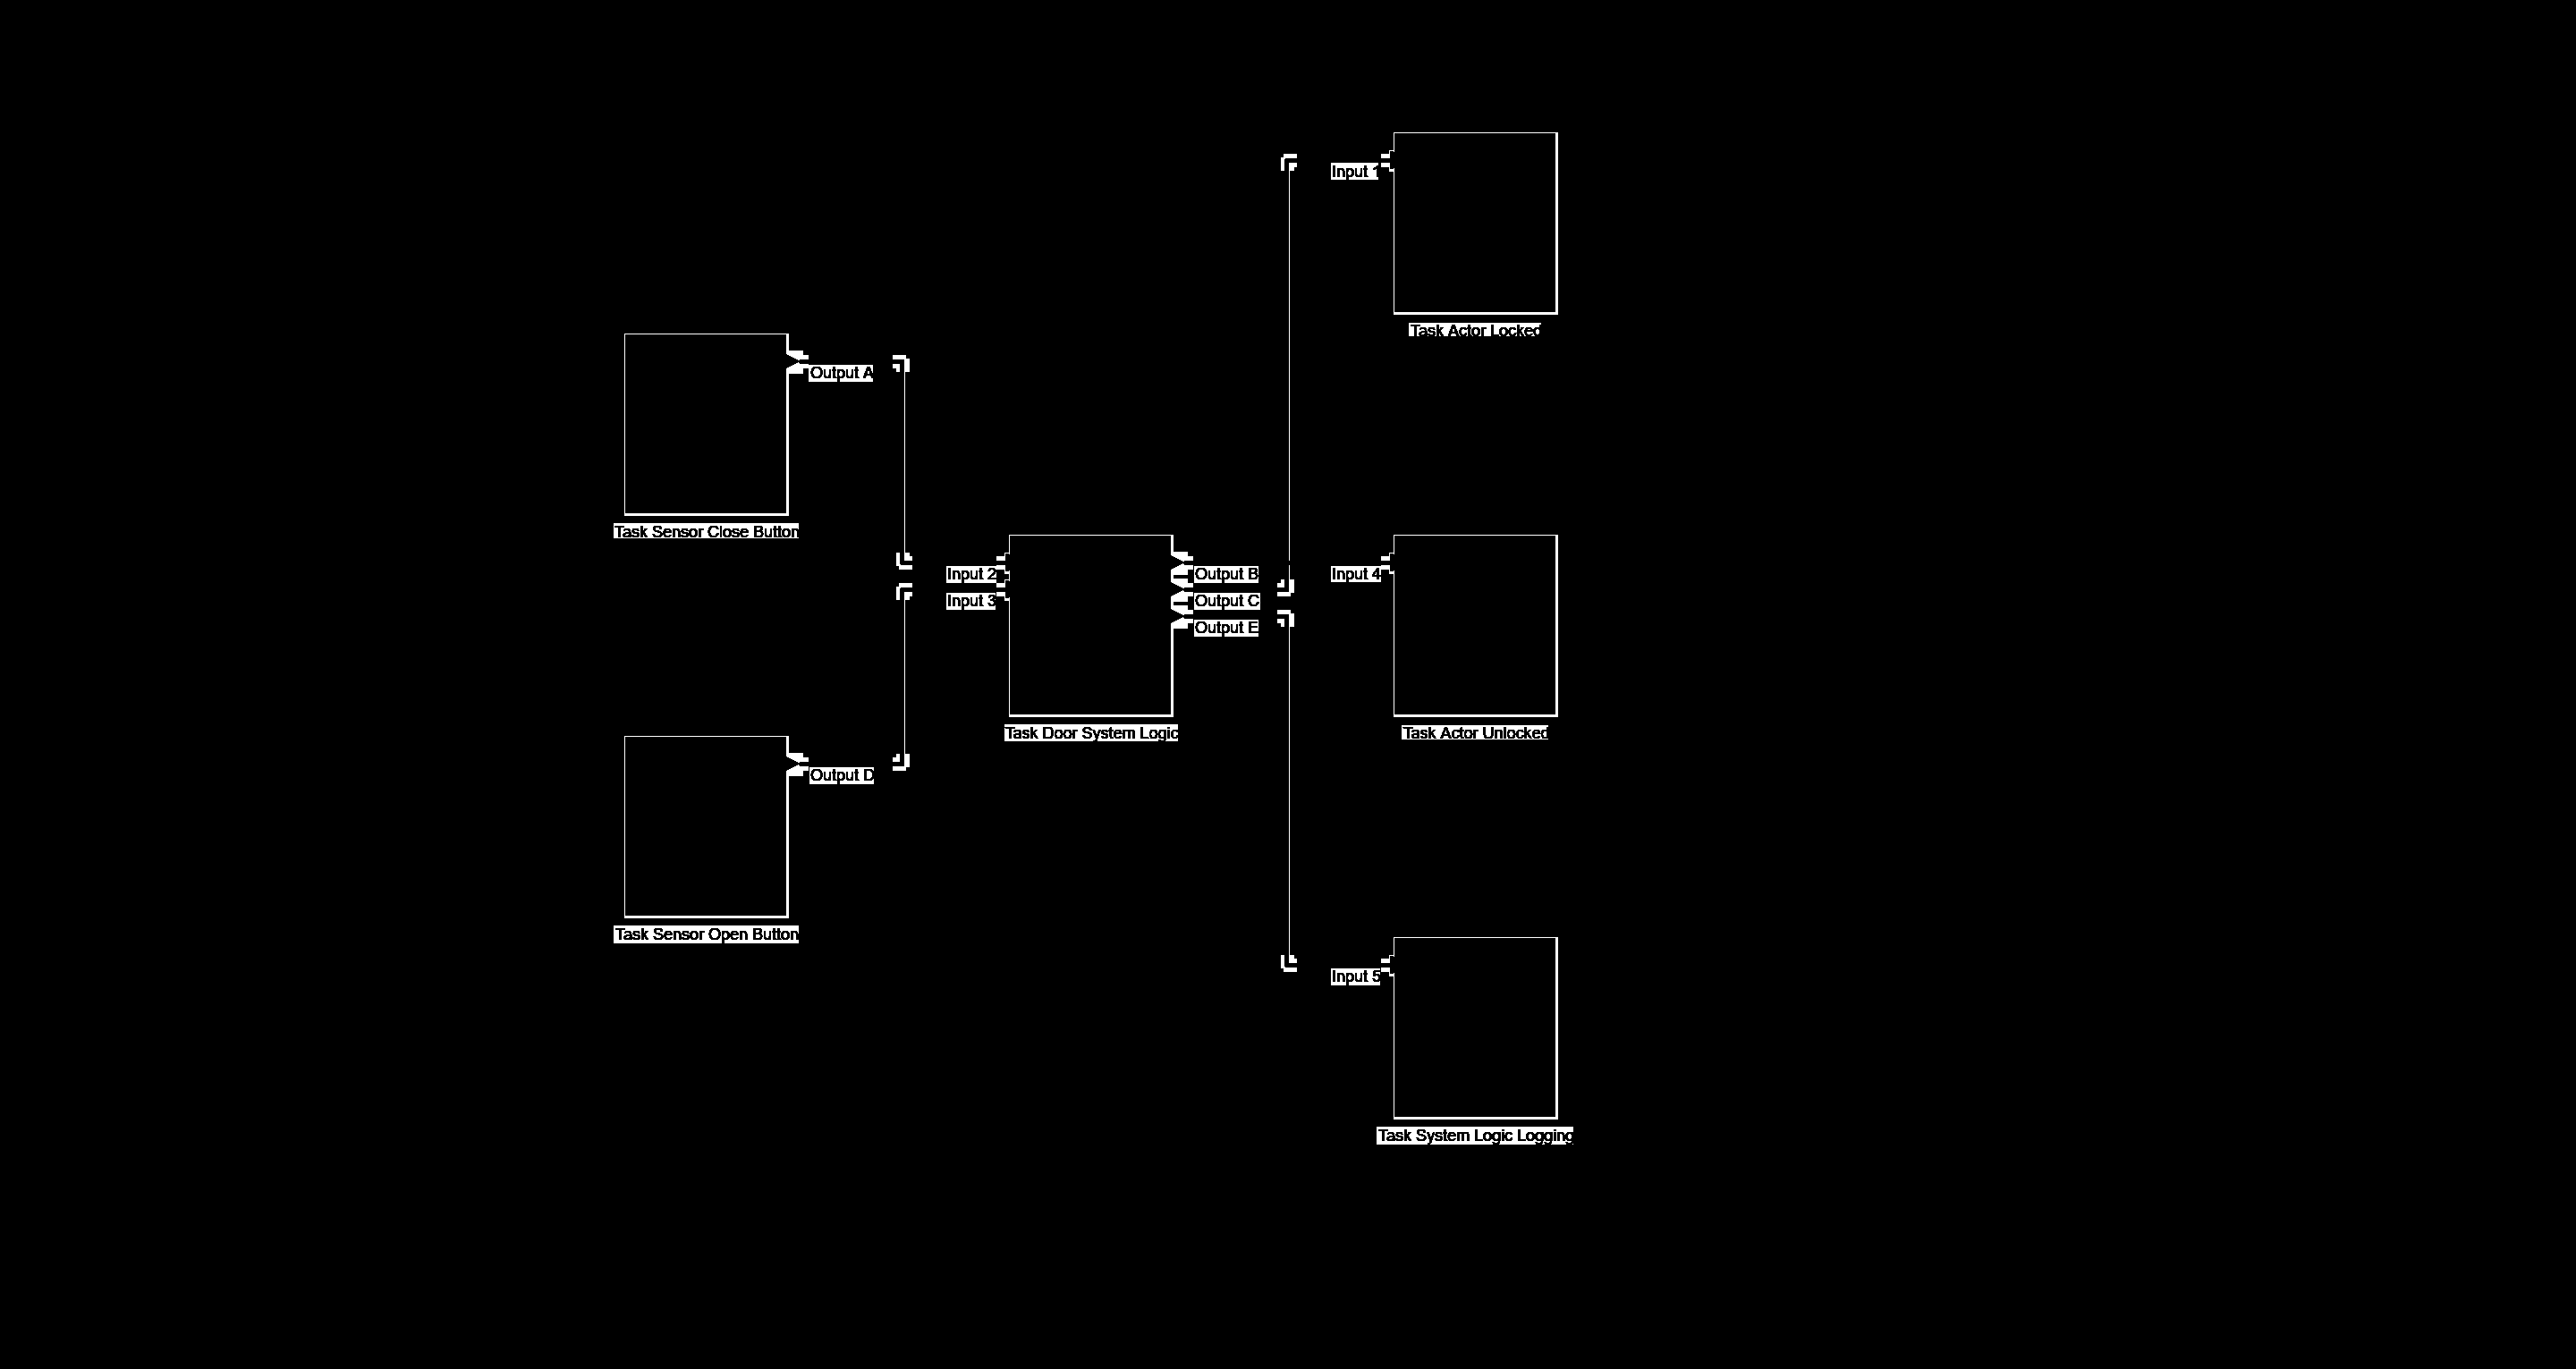 Input 1
Task Actor Locked
Output A
Task Sensor Close Button
Input 2
Input 3
Output B
Output C
Output E
Input 4
Task Door System Logic
Task Actor Unlocked
Output D
Task Sensor Open Button
Input 5
Task System Logic Logging